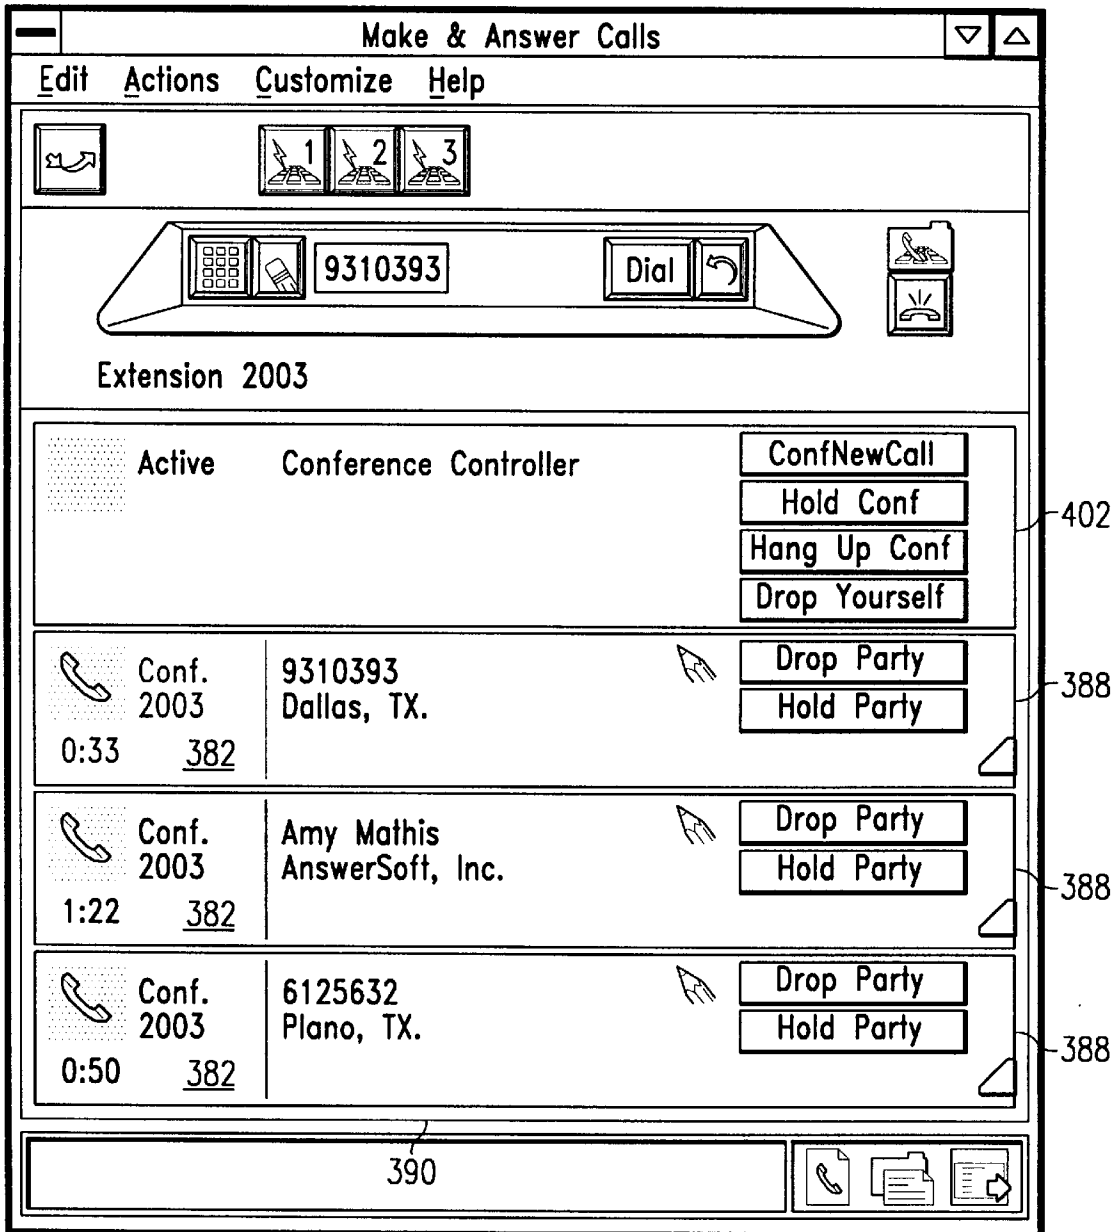 Make & Answer Calls
Edit Actions Customize Help
1 2 3
9310393 Dial
Extension 2003
Active Conference Controller
ConfNewCall
Hold Conf
Hang Up Conf
Drop Yourself
402
Conf.
2003
0:33 382
9310393
Dallas, TX.
Drop Party
Hold Party
388
Conf.
2003
1:22 382
Amy Mathis
AnswerSoft, Inc.
Drop Party
Hold Party
388
Conf.
2003
0:50 382
6125632
Plano, TX.
Drop Party
Hold Party
388
390